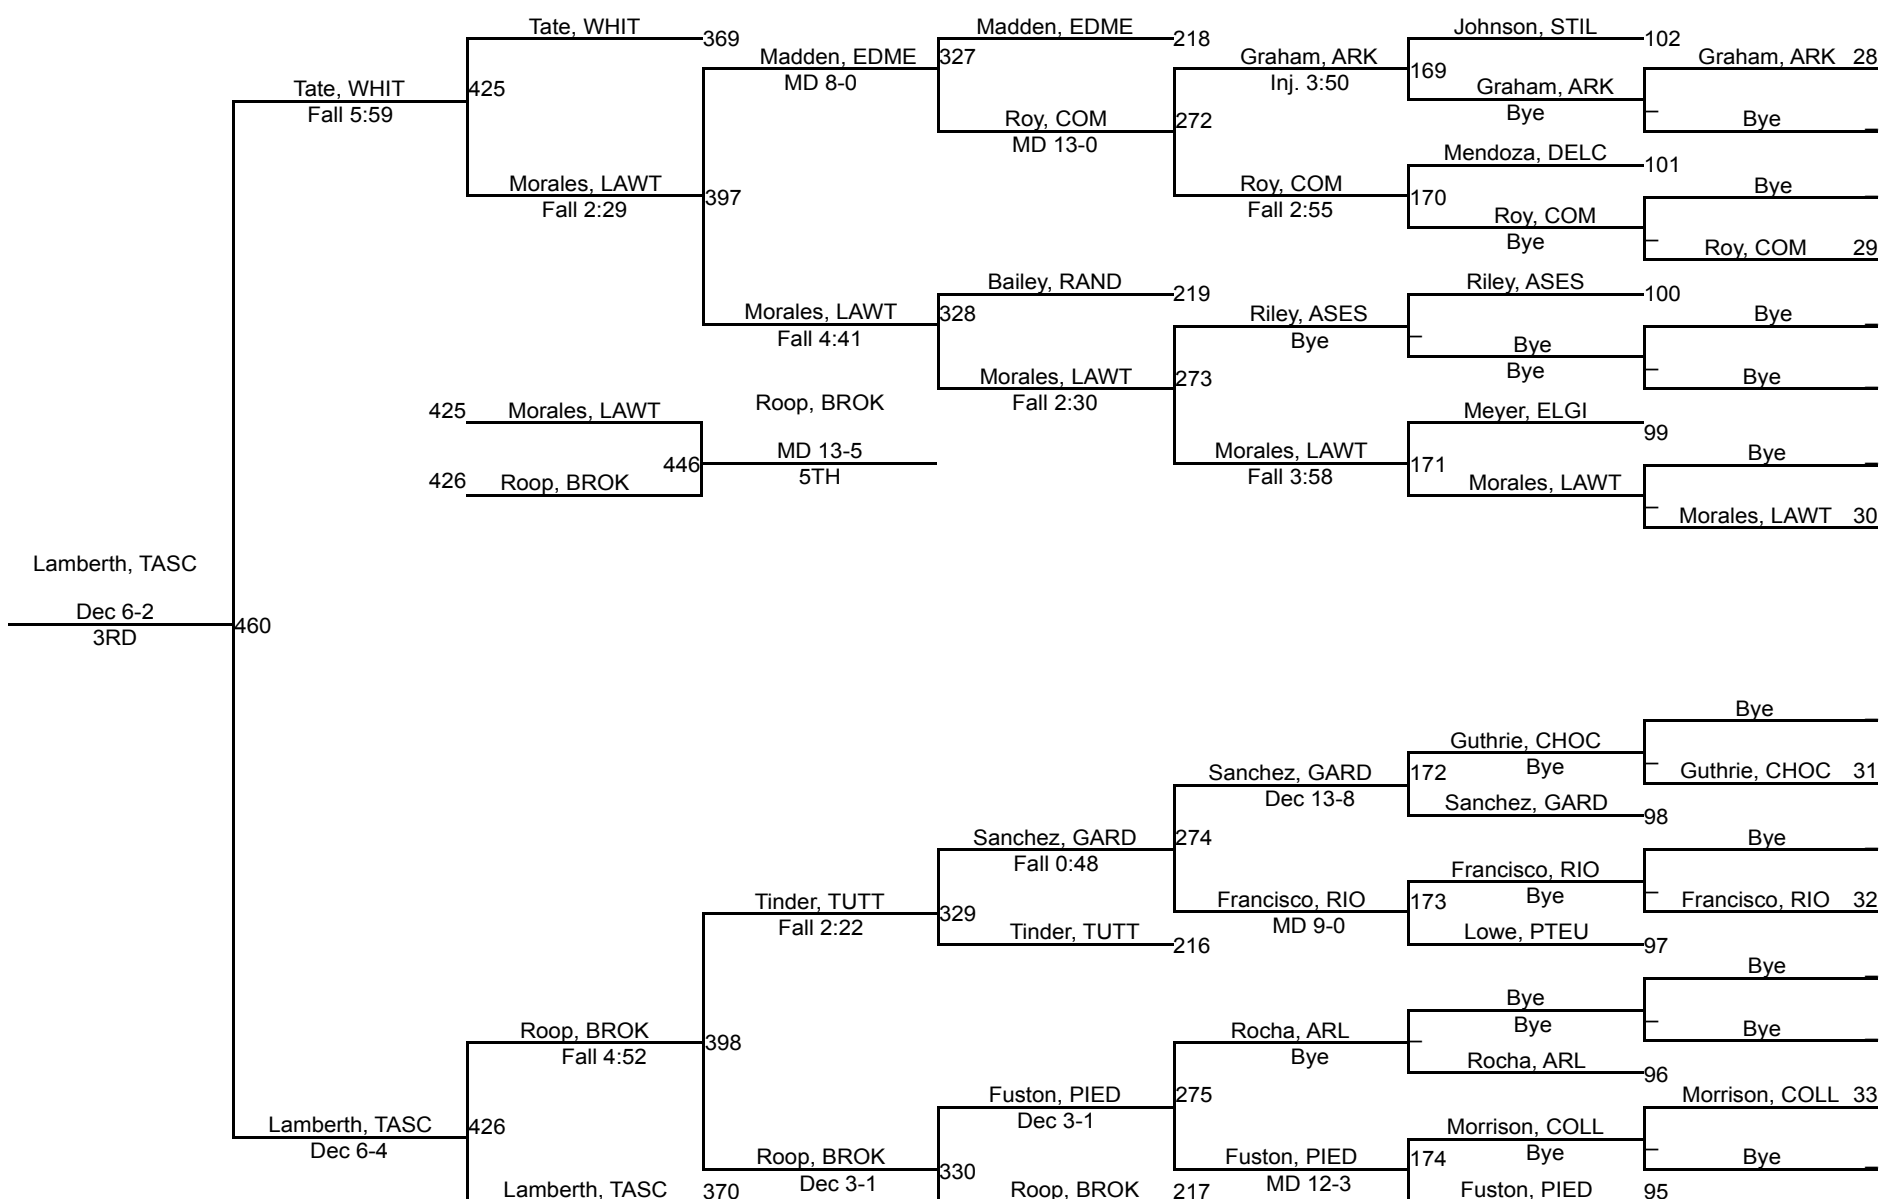 Tate, WHIT
369
Madden, EDME
218
Johnson, STIL
102
Madden, EDME
327
Graham, ARK
Graham, ARK 28
MD 8-0
Inj. 3:50
169
Tate, WHIT
425
Graham, ARK
Fall 5:59
Bye
Roy, COM
272
Bye
MD 13-0
Mendoza, DELC
101
Morales, LAWT
Roy, COM
Bye
Fall 2:29
397
Fall 2:55
170
Roy, COM
Bye
Roy, COM 29
Bailey, RAND
219
Riley, ASES
100
Morales, LAWT
328
Riley, ASES
Bye
Fall 4:41
Bye
Bye
Bye
Morales, LAWT
273
Bye
Fall 2:30
425
Morales, LAWT
Roop, BROK
Meyer, ELGI
99
MD 13-5
446
5TH
Morales, LAWT
Bye
Fall 3:58
171
426
Roop, BROK
Morales, LAWT
Morales, LAWT 30
Lamberth, TASC
Dec 6-2
3RD
460
Bye
Guthrie, CHOC
Sanchez, GARD
172
Bye
Guthrie, CHOC 31
Dec 13-8
Sanchez, GARD
98
Sanchez, GARD
274
Bye
Fall 0:48
Francisco, RIO
Tinder, TUTT
Francisco, RIO
173
Bye
Francisco, RIO 32
Fall 2:22
329
MD 9-0
Tinder, TUTT
216
Lowe, PTEU
97
Bye
Bye
Roop, BROK
Rocha, ARL
Bye
Bye
Fall 4:52
398
Bye
Rocha, ARL
96
Fuston, PIED
275
Morrison, COLL 33
Dec 3-1
Lamberth, TASC
426
Morrison, COLL
Dec 6-4
Roop, BROK
330
Fuston, PIED
174
Bye
Bye
Lamberth, TASC
370
Dec 3-1
Roop, BROK
217
MD 12-3
Fuston, PIED
95